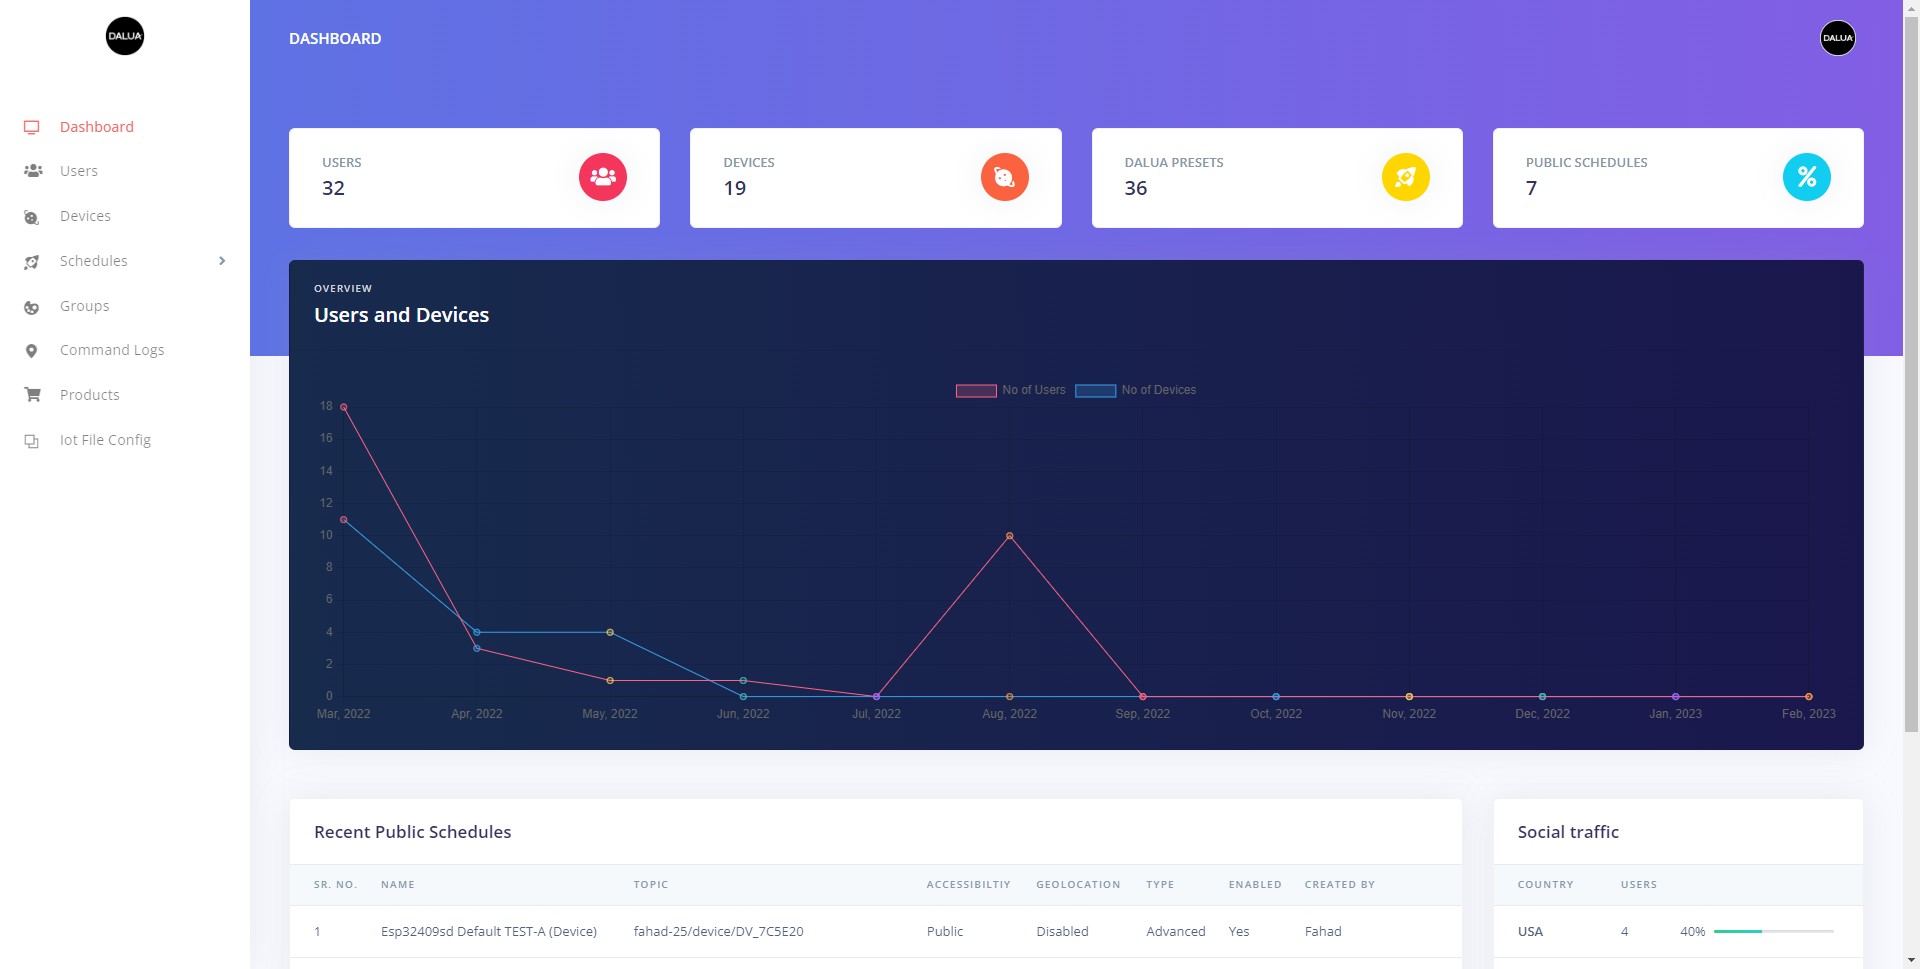 DALUA
DASHBOARD
DALUA
Dashboard
Users
Devices
Schedules
Groups
Command Logs
Products
Iot File Config
USERS
32
DEVICES
19
DALUA PRESETS
36
PUBLIC SCHEDULES
7
OVERVIEW
Users and Devices
No of Users No of Devices
18
16
14
12
10
8
6
4
2
0
Mar, 2022 Apr, 2022 May, 2022 Jun, 2022 Jul, 2022 Aug, 2022 Sep, 2022 Oct, 2022 Nov, 2022 Dec, 2022 Jan, 2023 Feb, 2023
Recent Public Schedules
SR. NO. NAME TOPIC ACCESSIBILTIY GEOLOCATION TYPE ENABLED CREATED BY
1 Esp32409sd Default TEST-A (Device) fahad-25/device/DV_7C5E20 Public Disabled Advanced Yes Fahad
Social traffic
COUNTRY USERS
USA 4 40%